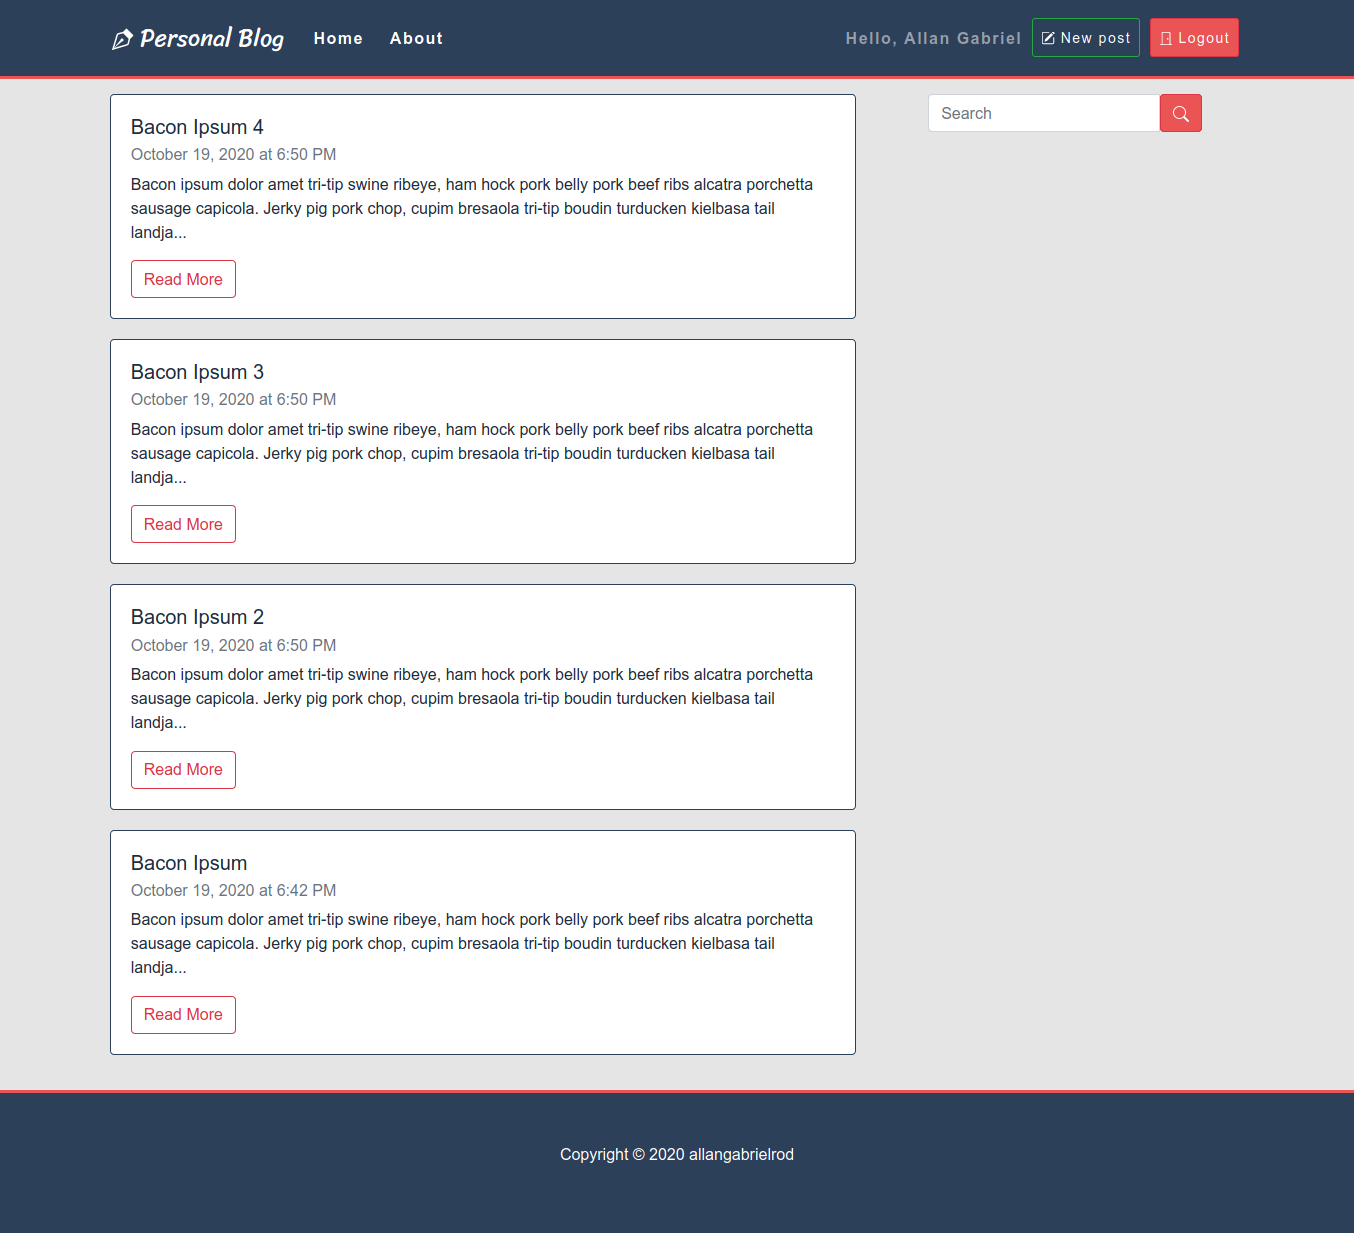 Personal Blog Home About Hello, Allan Gabriel New post Logout
Search
Bacon Ipsum 4
October 19, 2020 at 6:50 PM
Bacon ipsum dolor amet tri-tip swine ribeye, ham hock pork belly pork beef ribs alcatra porchetta
sausage capicola. Jerky pig pork chop, cupim bresaola tri-tip boudin turducken kielbasa tail
landja...
Read More
Bacon Ipsum 3
October 19, 2020 at 6:50 PM
Bacon ipsum dolor amet tri-tip swine ribeye, ham hock pork belly pork beef ribs alcatra porchetta
sausage capicola. Jerky pig pork chop, cupim bresaola tri-tip boudin turducken kielbasa tail
landja...
Read More
Bacon Ipsum 2
October 19, 2020 at 6:50 PM
Bacon ipsum dolor amet tri-tip swine ribeye, ham hock pork belly pork beef ribs alcatra porchetta
sausage capicola. Jerky pig pork chop, cupim bresaola tri-tip boudin turducken kielbasa tail
landja...
Read More
Bacon Ipsum
October 19, 2020 at 6:42 PM
Bacon ipsum dolor amet tri-tip swine ribeye, ham hock pork belly pork beef ribs alcatra porchetta
sausage capicola. Jerky pig pork chop, cupim bresaola tri-tip boudin turducken kielbasa tail
landja...
Read More
Copyright © 2020 allangabrielrod